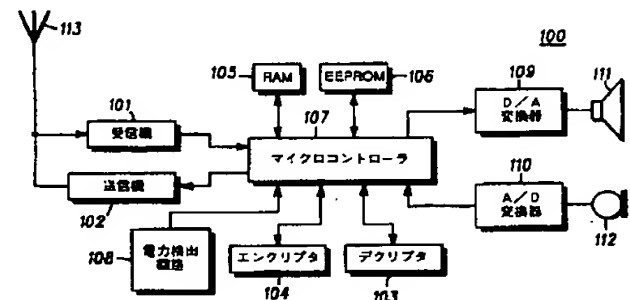 113
100
105
RAM
EEPROM
106
109
D/A
変換器
111
101
受信機
107
マイクロコントローラ
送信機
102
110
A/D
変換器
112
108
電力検出
回路
エンクリプタ
104
デクリプタ
103